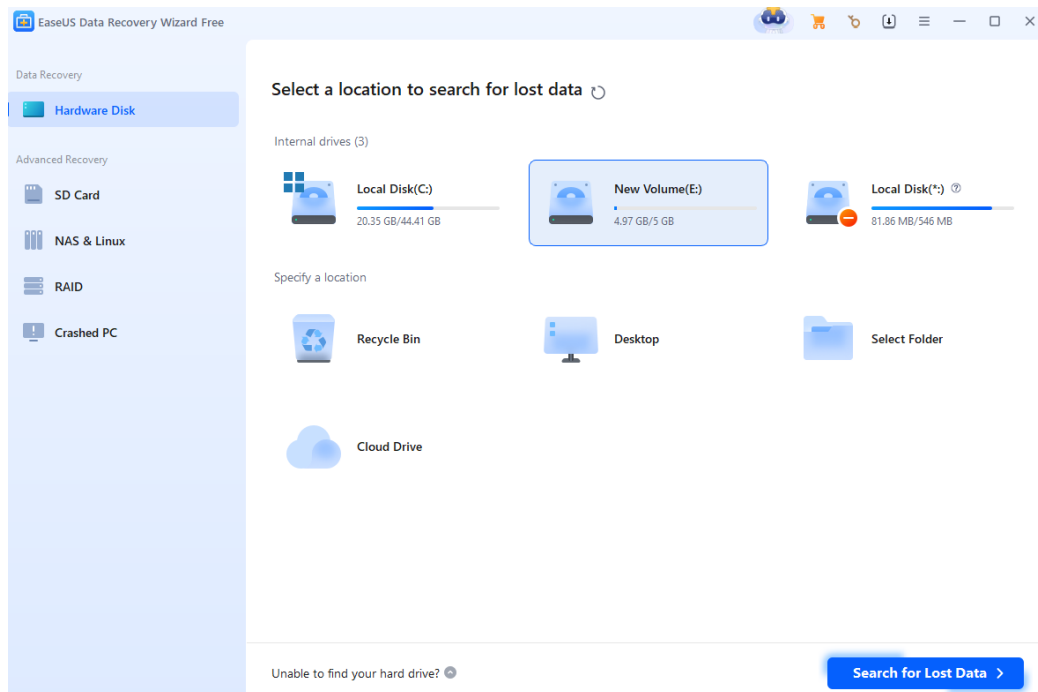 EaseUS Data Recovery Wizard Free
Data Recovery
Hardware Disk
Advanced Recovery
SD Card
NAS & Linux
RAID
Crashed PC
Select a location to search for lost data
Internal drives (3)
Local Disk(C:)
20.35 GB/44.41 GB
New Volume(E:)
4.97 GB/5 GB
Local Disk(*:)
81.86 MB/546 MB
Specify a location
Recycle Bin
Desktop
Select Folder
Cloud Drive
Unable to find your hard drive?
Search for Lost Data